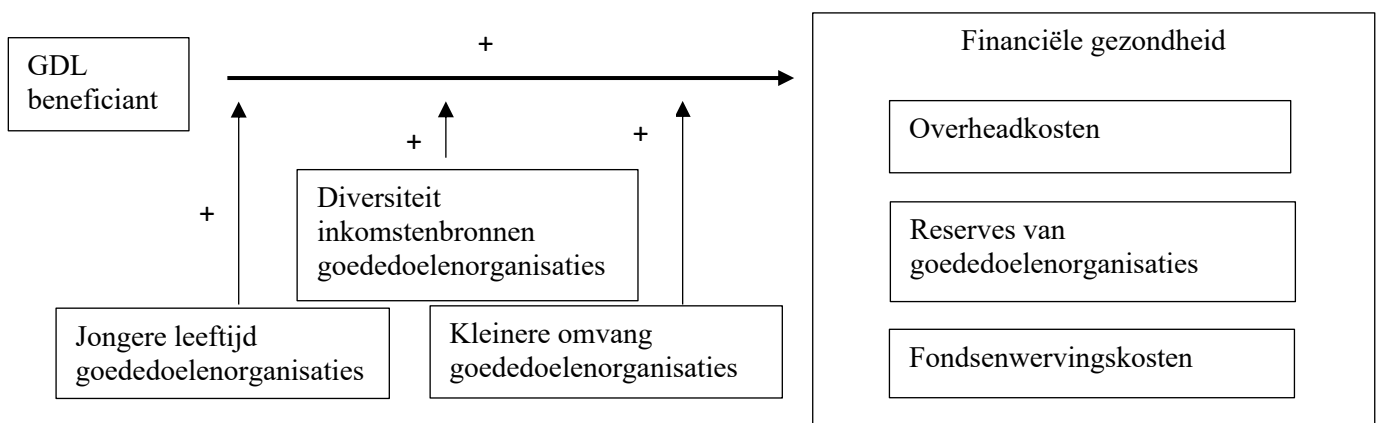 GDL
beneficiant
+
Financiële gezondheid
Overheadkosten
+
+
Diversiteit
inkomstenbronnen
goededoelenorganisaties
+
Reserves van
goededoelenorganisaties
Jongere leeftijd
goededoelenorganisaties
Kleinere omvang
goededoelenorganisaties
Fondsenwervingskosten